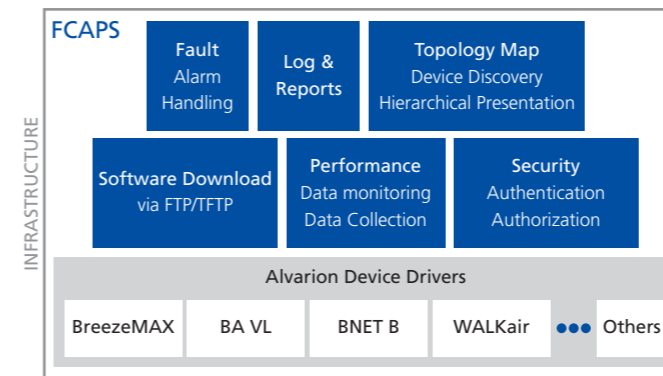 FCAPS
Fault
Alarm
Handling
Log &
Reports
Topology Map
Device Discovery
Hierarchical Presentation
INFRASTRUCTURE
Software Download
via FTP/TFTP
Performance
Data monitoring
Data Collection
Security
Authentication
Authorization
Alvarion Device Drivers
BreezeMAX
BA VL
BNET B
WALKair
Others